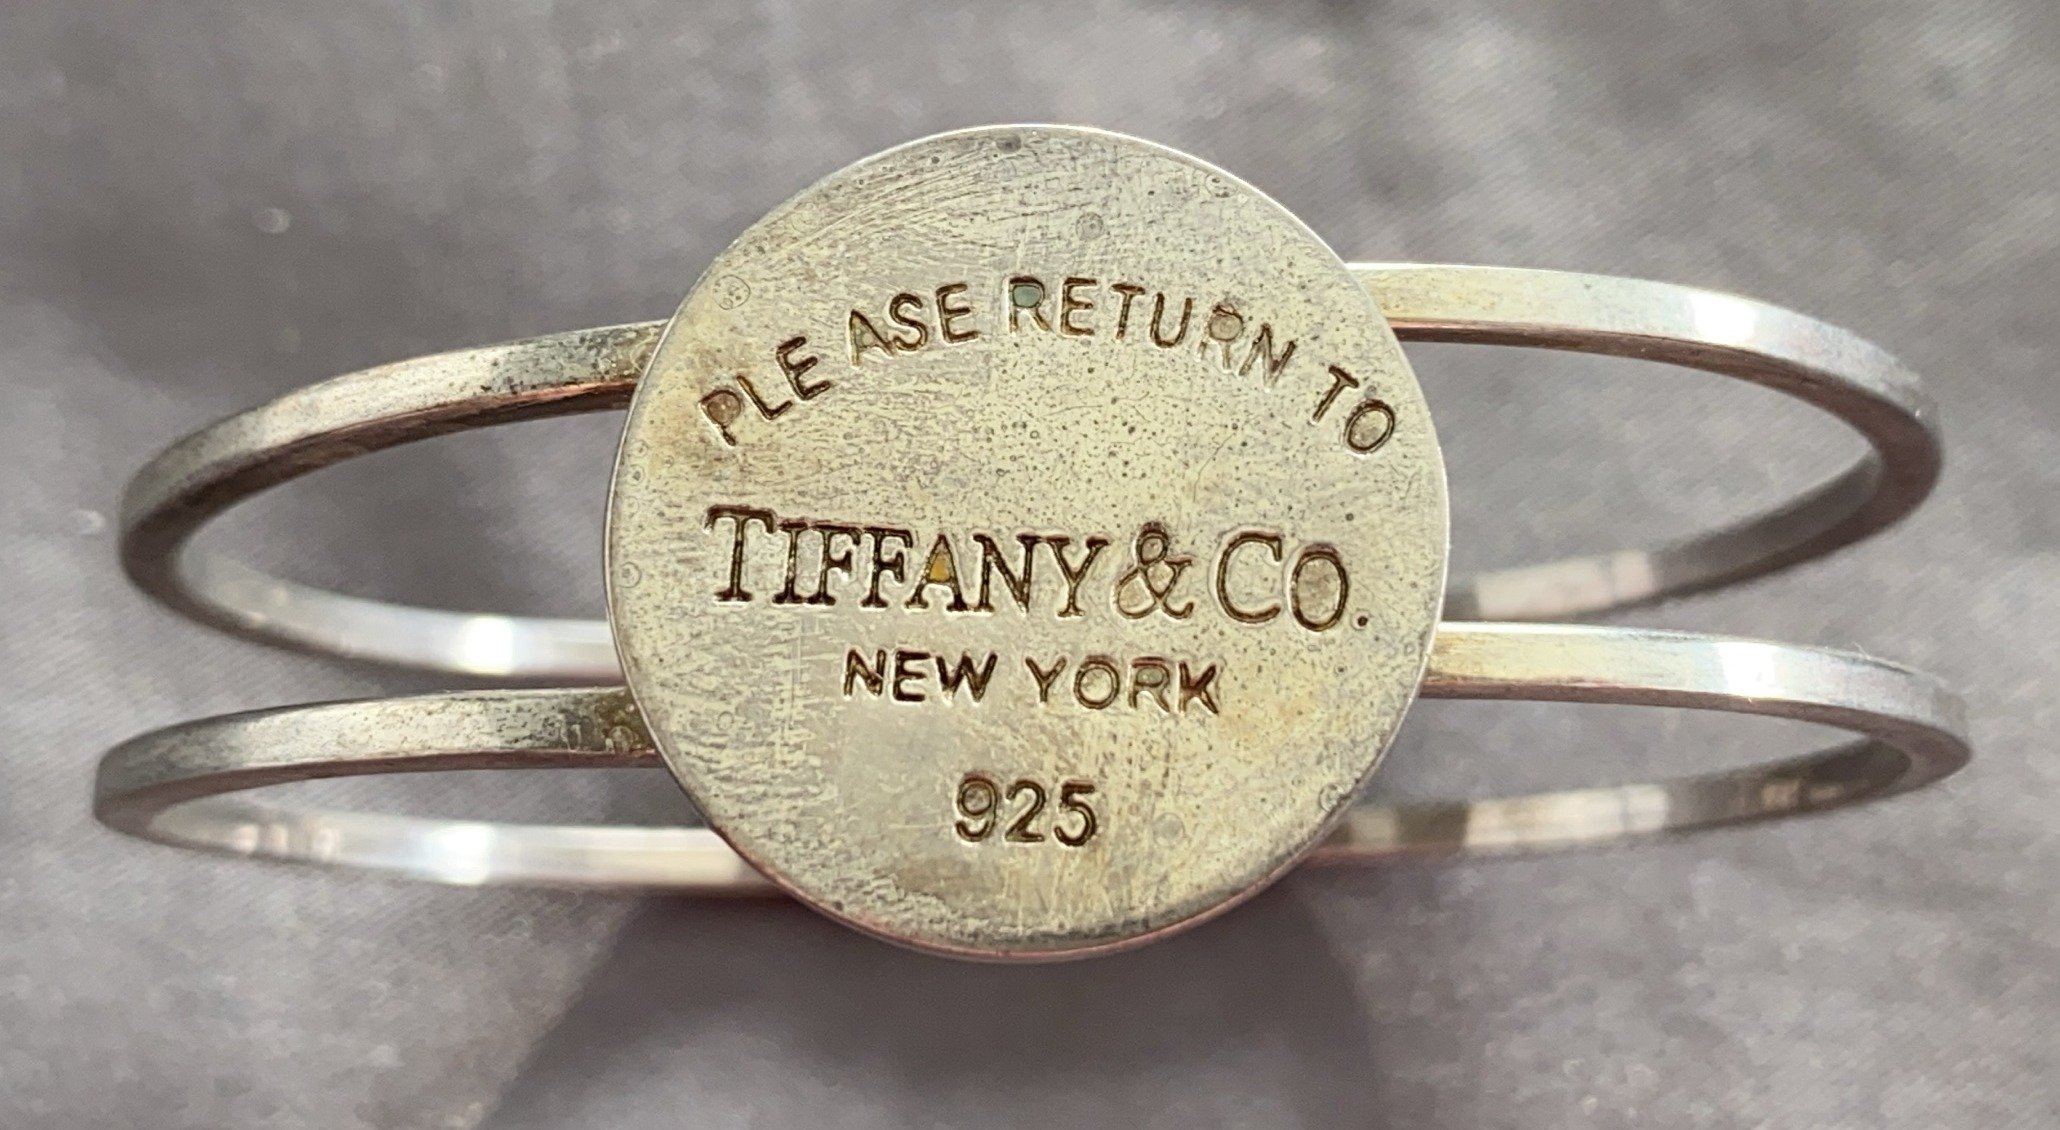 PLEASE RETURN TO
TIFFANY & CO.
NEW YORK
925